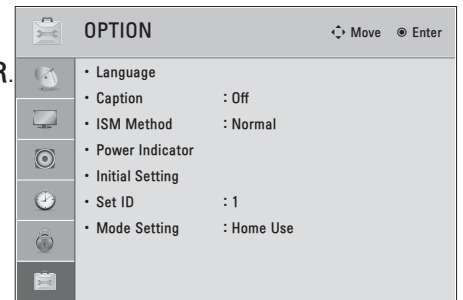 OPTION
Move
Enter
R.
• Language
• Caption : Off
• ISM Method : Normal
• Power Indicator
• Initial Setting
• Set ID : 1
• Mode Setting : Home Use